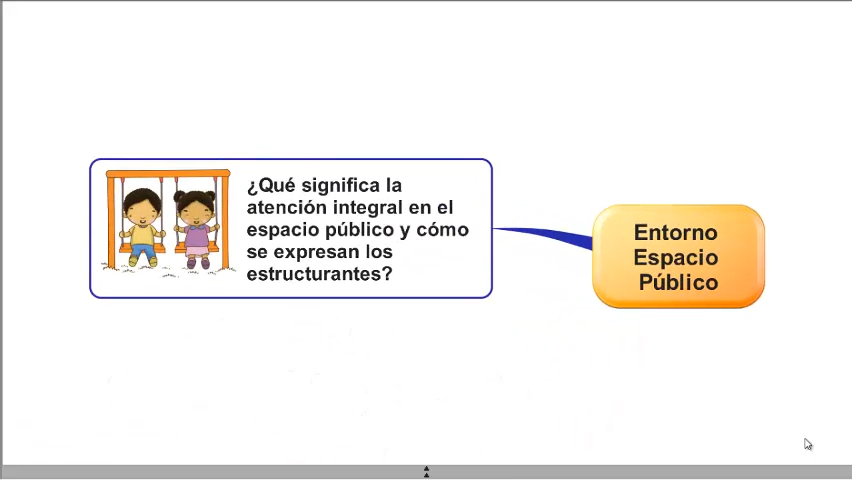 ¿Qué significa la
atención integral en el
espacio público y cómo
se expresan los
estructurantes?
Entorno
Espacio
Público